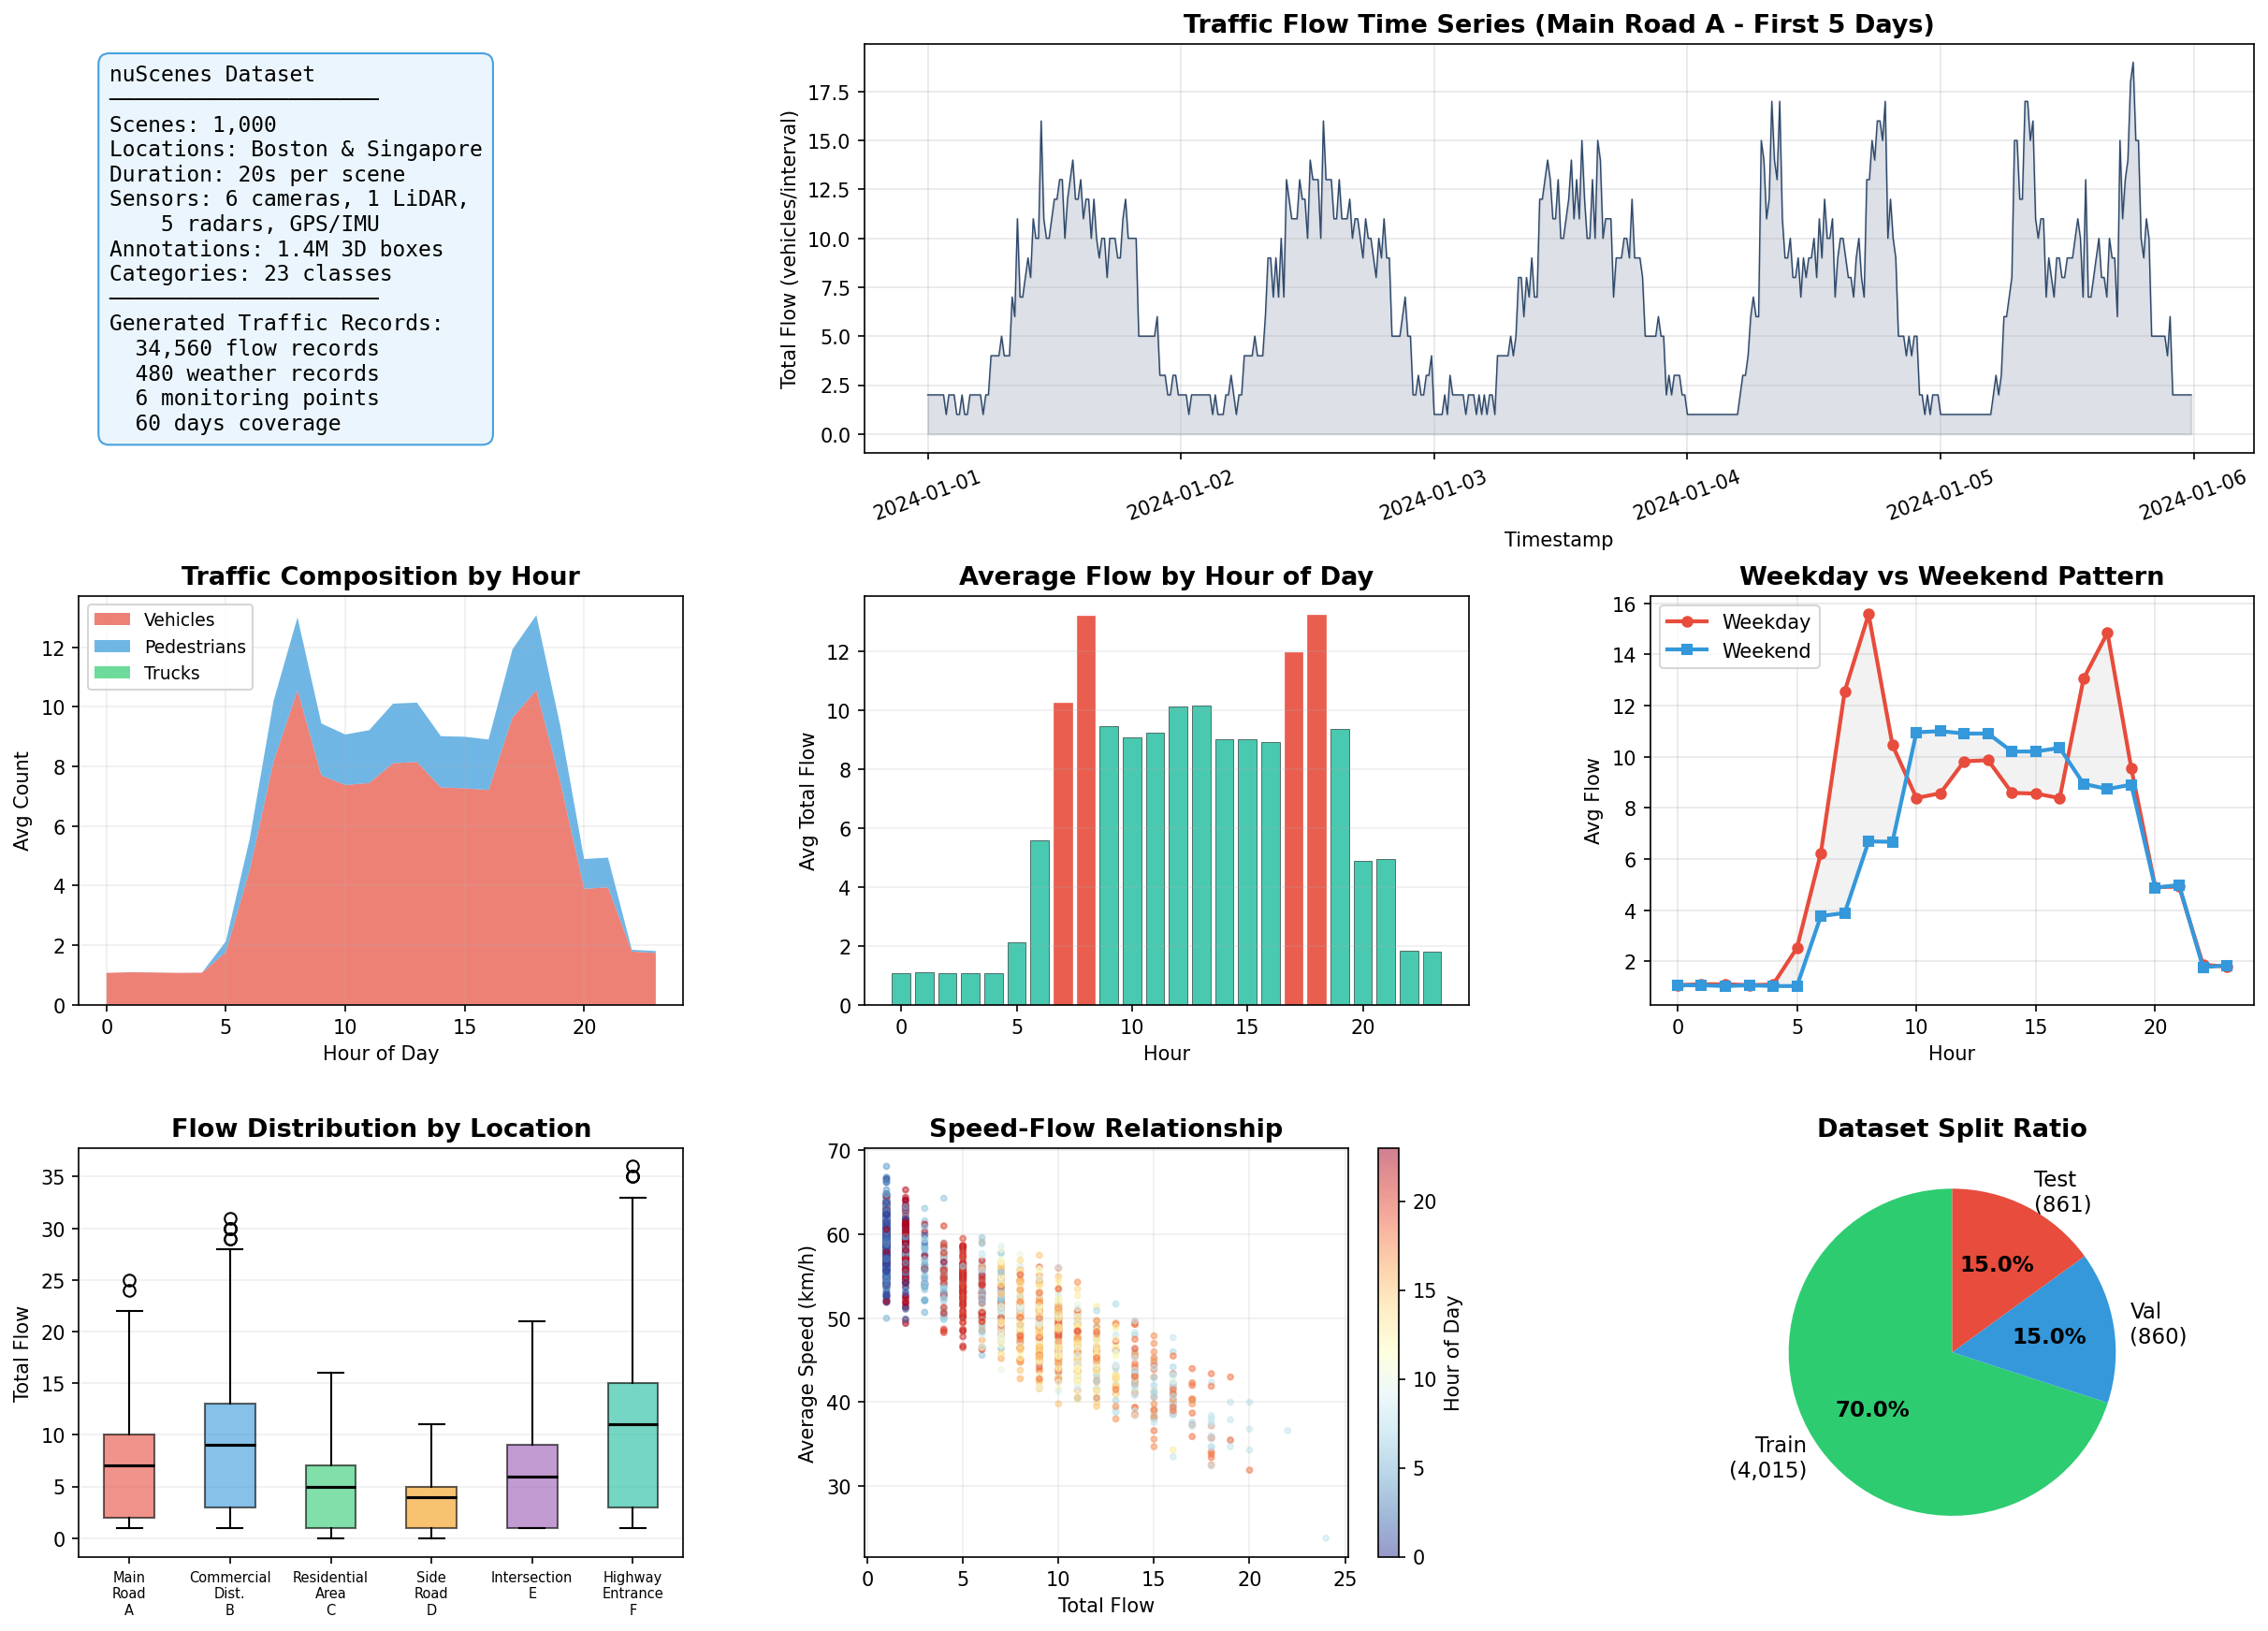 nuScenes Dataset
Scenes: 1,000
Locations: Boston & Singapore
Duration: 20s per scene
Sensors: 6 cameras, 1 LiDAR,
5 radars, GPS/IMU
Annotations: 1.4M 3D boxes
Categories: 23 classes
Generated Traffic Records:
34,560 flow records
480 weather records
6 monitoring points
60 days coverage
Traffic Flow Time Series (Main Road A - First 5 Days)
Total Flow (vehicles/interval)
17.5
15.0
12.5
10.0
7.5
5.0
2.5
0.0
2024-01-01
2024-01-02
2024-01-03
2024-01-04
2024-01-05
2024-01-06
Timestamp
Traffic Composition by Hour
Vehicles
Pedestrians
Trucks
Avg Count
12
10
8
6
4
2
0
0
5
10
15
20
Hour of Day
Average Flow by Hour of Day
Avg Total Flow
12
10
8
6
4
2
0
0
5
10
15
20
Hour
Weekday vs Weekend Pattern
Weekday
Weekend
Avg Flow
16
14
12
10
8
6
4
2
0
5
10
15
20
Hour
Flow Distribution by Location
Total Flow
35
30
25
20
15
10
5
0
Main
Road
A
Commercial
Dist.
B
Residential
Area
C
Side
Road
D
Intersection
E
Highway
Entrance
F
Speed-Flow Relationship
Average Speed (km/h)
70
60
50
40
30
0
5
10
15
20
25
Total Flow
20
15
10
5
0
Hour of Day
Dataset Split Ratio
Test
(861)
15.0%
Val
(860)
15.0%
70.0%
Train
(4,015)